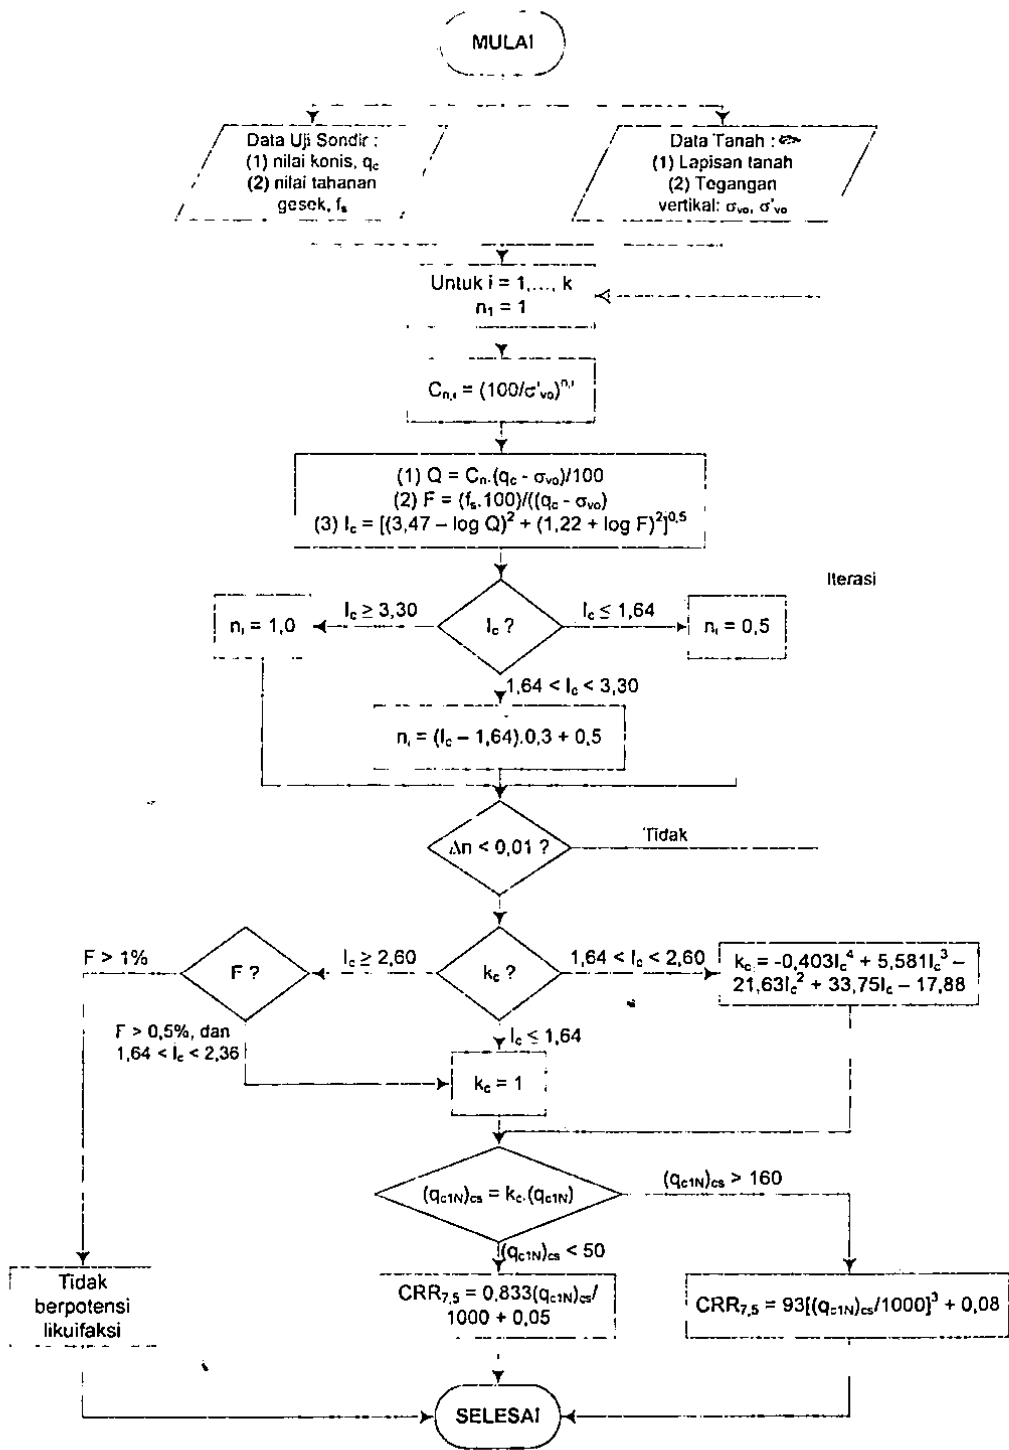 MULAI
Data Uji Sondir :
(1) nilai konis, qc
(2) nilai tahanan
gesek, fs
Data Tanah :
(1) Lapisan tanah
(2) Tegangan
vertikal: σvo, σ'vo
Untuk i = 1,..., k
n1 = 1
Cn,i = (100/σ'vo)^n,i
(1) Q = Cn.(qc - σvo)/100
(2) F = (fs.100)/((qc - σvo)
(3) Ic = [(3,47 – log Q)² + (1,22 + log F)²]^0,5
Iterasi
Ic ≥ 3,30
Ic ?
Ic ≤ 1,64
ni = 1,0
ni = 0,5
1,64 < Ic < 3,30
ni = (Ic – 1,64).0,3 + 0,5
Δn < 0,01 ?
Tidak
F > 1%
F ?
Ic ≥ 2,60
kc ?
1,64 < Ic < 2,60
kc = -0,403Ic⁴ + 5,581Ic³ –
21,63Ic² + 33,75Ic – 17,88
F > 0,5%, dan
1,64 < Ic < 2,36
Ic ≤ 1,64
kc = 1
(qc1N)cs = kc.(qc1N)
(qc1N)cs > 160
(qc1N)cs < 50
Tidak
berpotensi
likuifaksi
CRR7,5 = 0,833(qc1N)cs/
1000 + 0,05
CRR7,5 = 93[(qc1N)cs/1000]³ + 0,08
SELESAI